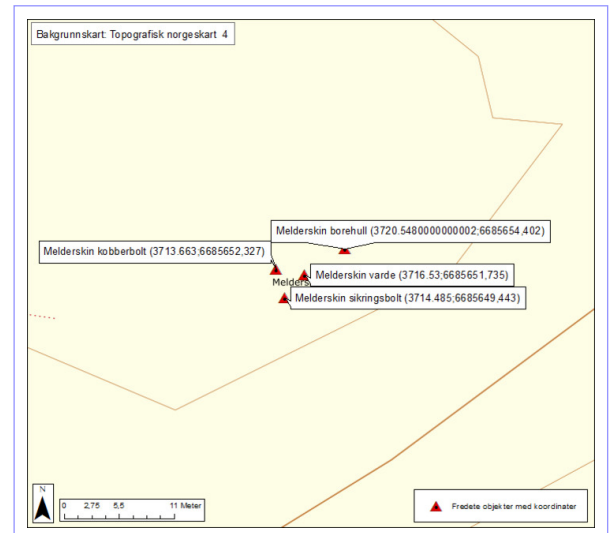 Bakgrunnskart: Topografisk norgeskart 4
Melderskin borehull (3720.5480000000002;6685654,402)
Melderskin kobberbolt (3713.663;6685652,327)
Melderskin varde (3716.53;6685651,735)
Melders
Melderskin sikringsbolt (3714.485;6685649,443)
N
0 2,75 5,5 11 Meter
Fredete objekter med koordinater